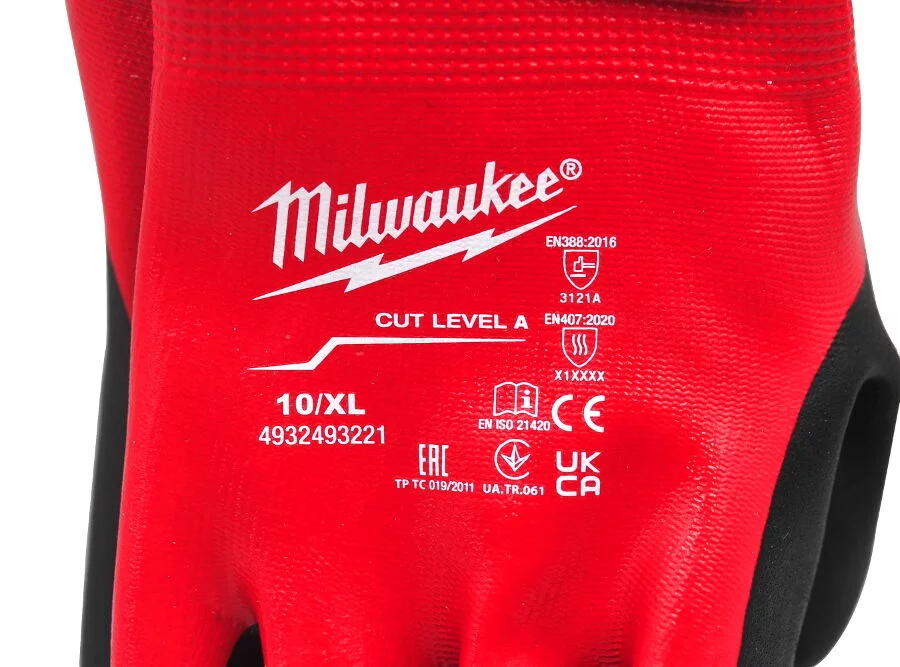 Milwaukee®
EN388:2016
3121A
CUT LEVEL A
EN407:2020
X1XXXX
10/XL
4932493221
i
EN ISO 21420
CE
EAC
TP TC 019/2011
UA.TR.061
UK
CA